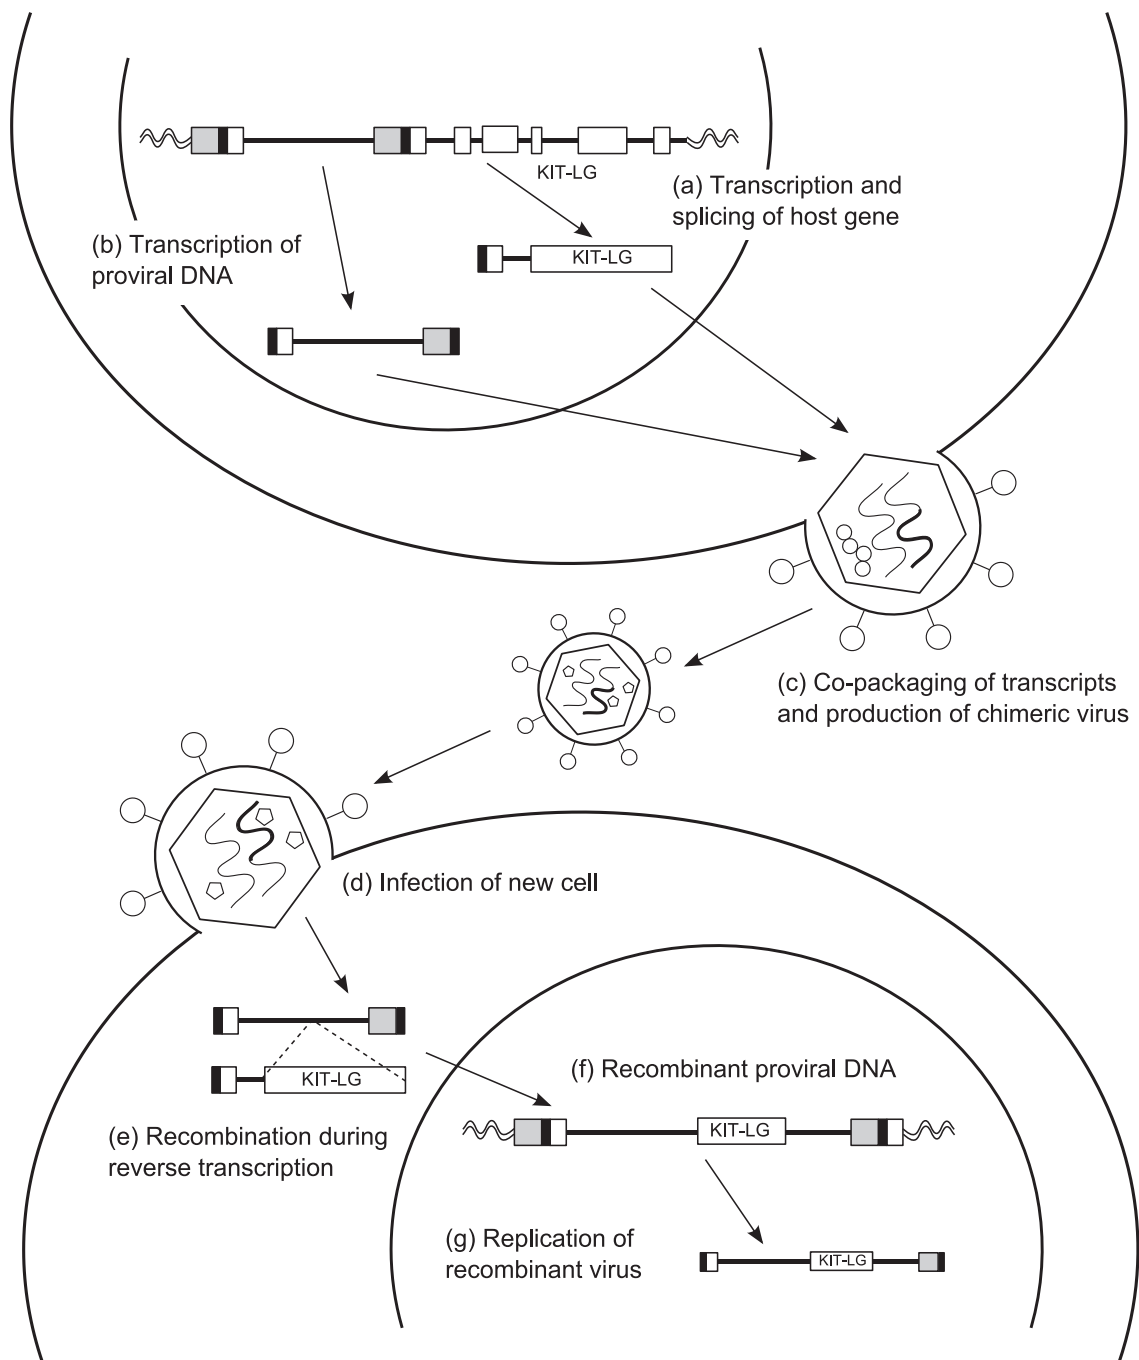 KIT-LG
(a) Transcription and
splicing of host gene
(b) Transcription of
proviral DNA
KIT-LG
(c) Co-packaging of transcripts
and production of chimeric virus
(d) Infection of new cell
KIT-LG
(e) Recombination during
reverse transcription
(f) Recombinant proviral DNA
KIT-LG
(g) Replication of
recombinant virus
KIT-LG